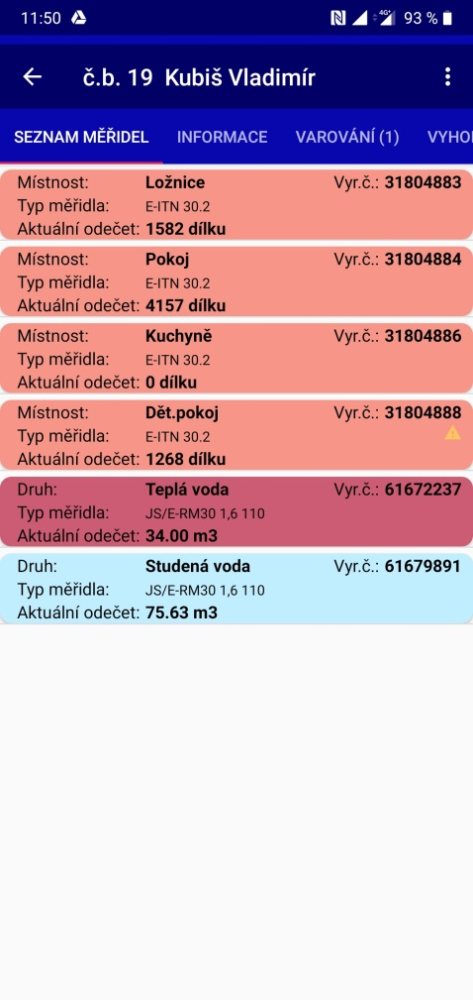 11:50 4G+ 93 %
č.b. 19 Kubiš Vladimír
SEZNAM MĚŘIDEL INFORMACE VAROVÁNÍ (1) VYHO
Místnost: Ložnice Vyr.č.: 31804883
Typ měřidla: E-ITN 30.2
Aktuální odečet: 1582 dílku
Místnost: Pokoj Vyr.č.: 31804884
Typ měřidla: E-ITN 30.2
Aktuální odečet: 4157 dílku
Místnost: Kuchyně Vyr.č.: 31804886
Typ měřidla: E-ITN 30.2
Aktuální odečet: 0 dílku
Místnost: Dět.pokoj Vyr.č.: 31804888
Typ měřidla: E-ITN 30.2
Aktuální odečet: 1268 dílku
Druh: Teplá voda Vyr.č.: 61672237
Typ měřidla: JS/E-RM30 1,6 110
Aktuální odečet: 34.00 m3
Druh: Studená voda Vyr.č.: 61679891
Typ měřidla: JS/E-RM30 1,6 110
Aktuální odečet: 75.63 m3